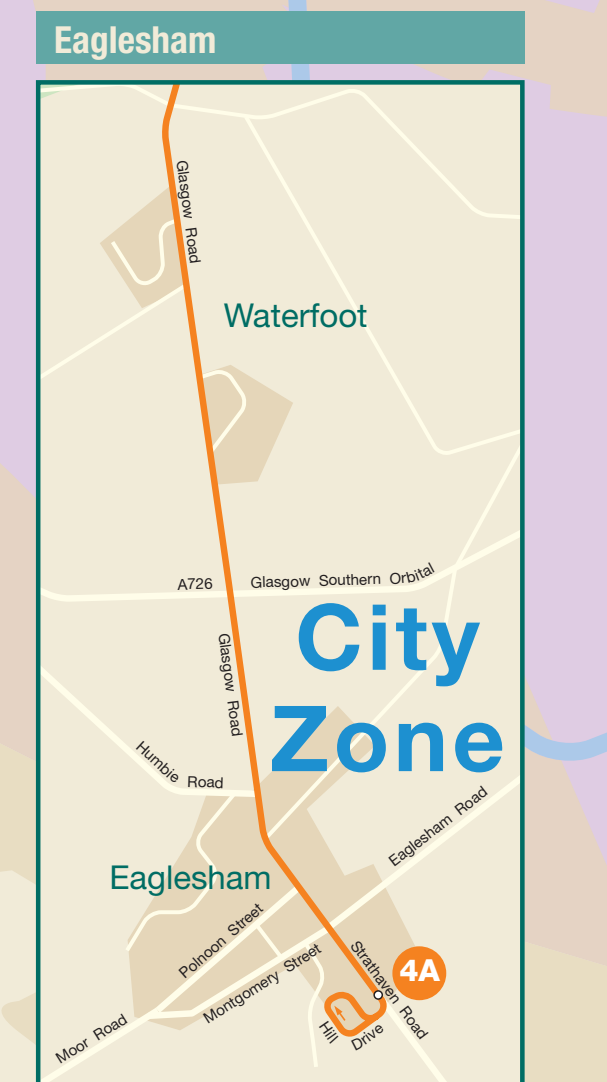 Eaglesham
Glasgow Road
Waterfoot
A726
Glasgow Southern Orbital
City
Zone
Glasgow Road
Humbie Road
Eaglesham Road
Eaglesham
Polnoon Street
Montgomery Street
Strathaven Road
4A
Hill
Drive
Moor Road